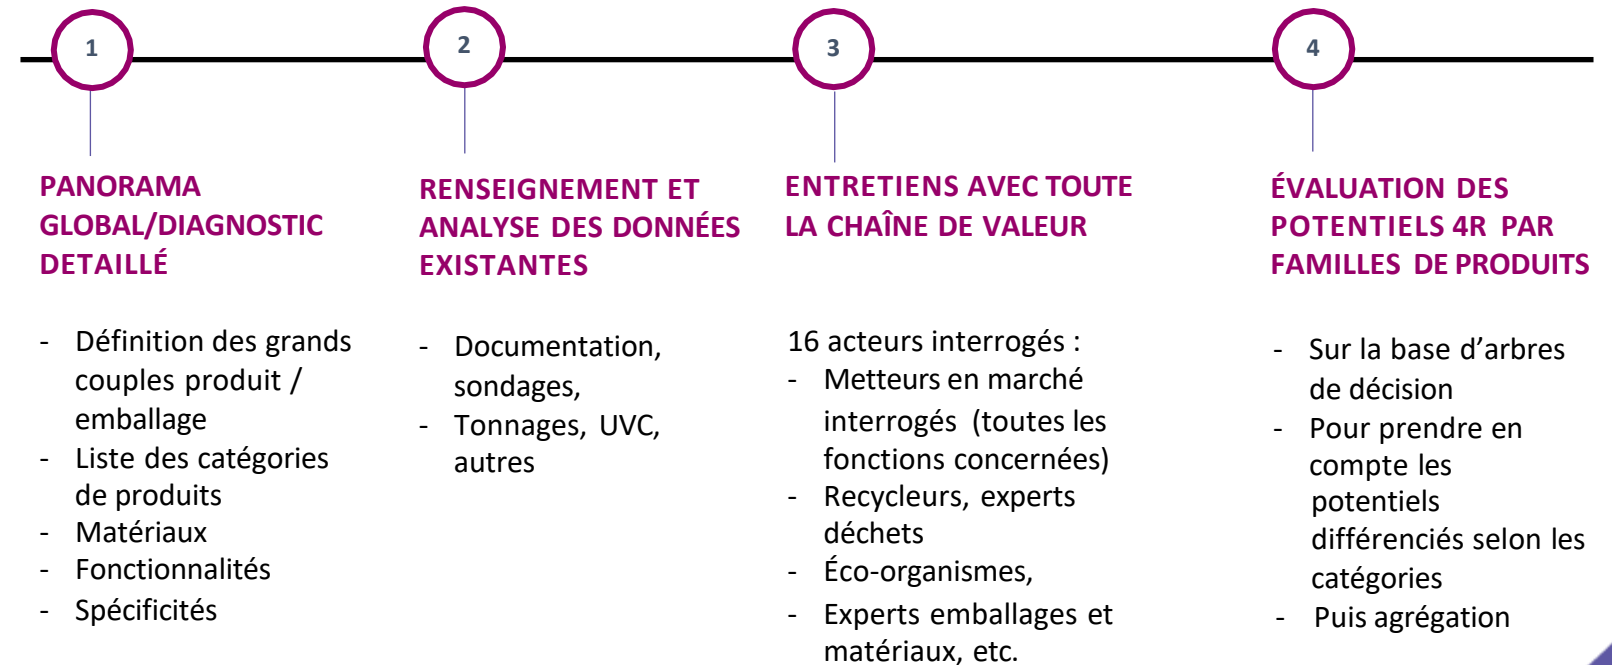 1
PANORAMA
GLOBAL/DIAGNOSTIC
DETAILLÉ
- Définition des grands
couples produit /
emballage
- Liste des catégories
de produits
- Matériaux
- Fonctionnalités
- Spécificités
2
RENSEIGNEMENT ET
ANALYSE DES DONNÉES
EXISTANTES
- Documentation,
sondages,
- Tonnages, UVC,
autres
3
ENTRETIENS AVEC TOUTE
LA CHAÎNE DE VALEUR
16 acteurs interrogés :
- Metteurs en marché
interrogés (toutes les
fonctions concernées)
- Recycleurs, experts
déchets
- Éco-organismes,
- Experts emballages et
matériaux, etc.
4
ÉVALUATION DES
POTENTIELS 4R PAR
FAMILLES DE PRODUITS
- Sur la base d’arbres
de décision
- Pour prendre en
compte les
potentiels
différenciés selon les
catégories
- Puis agrégation